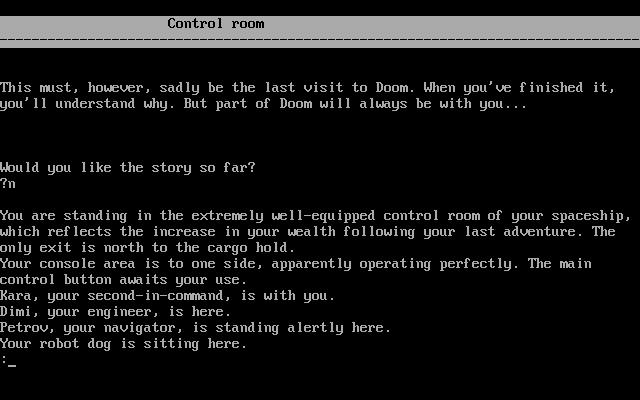 Control room
This must, however, sadly be the last visit to Doom. When you've finished it,
you'll understand why. But part of Doom will always be with you...
Would you like the story so far?
?n
You are standing in the extremely well-equipped control room of your spaceship,
which reflects the increase in your wealth following your last adventure. The
only exit is north to the cargo hold.
Your console area is to one side, apparently operating perfectly. The main
control button awaits your use.
Kara, your second-in-command, is with you.
Dimi, your engineer, is here.
Petrov, your navigator, is standing alertly here.
Your robot dog is sitting here.
:_